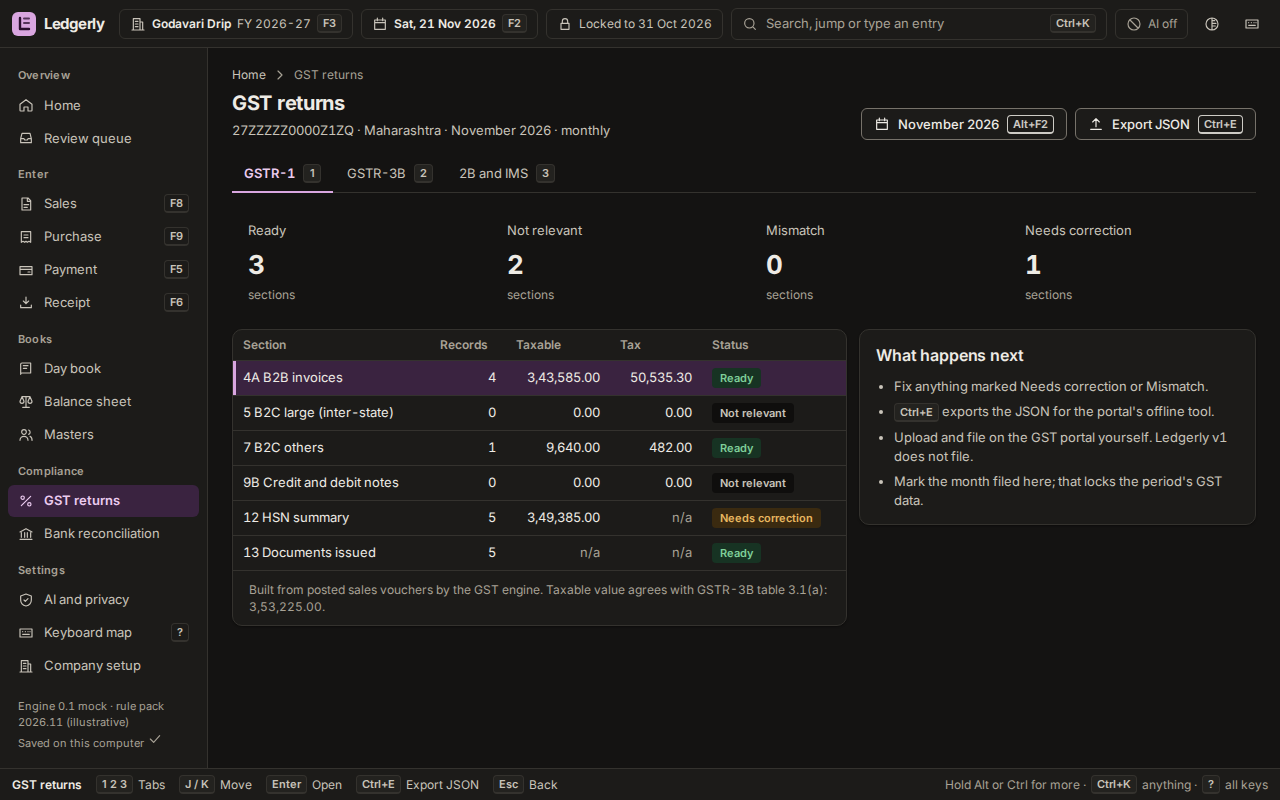 Ledgerly
Godavari Drip FY 2026-27 F3
Sat, 21 Nov 2026 F2
Locked to 31 Oct 2026
Search, jump or type an entry Ctrl+K
AI off
Overview
Home
Review queue
Enter
Sales F8
Purchase F9
Payment F5
Receipt F6
Books
Day book
Balance sheet
Masters
Compliance
GST returns
Bank reconciliation
Settings
AI and privacy
Keyboard map ?
Company setup
Engine 0.1 mock · rule pack
2026.11 (illustrative)
Saved on this computer
Home > GST returns
GST returns
27ZZZZZ0000Z1ZQ · Maharashtra · November 2026 · monthly
November 2026 Alt+F2
Export JSON Ctrl+E
GSTR-1 1 GSTR-3B 2 2B and IMS 3
Ready Not relevant Mismatch Needs correction
3 2 0 1
sections sections sections sections
Section Records Taxable Tax Status
4A B2B invoices 4 3,43,585.00 50,535.30 Ready
5 B2C large (inter-state) 0 0.00 0.00 Not relevant
7 B2C others 1 9,640.00 482.00 Ready
9B Credit and debit notes 0 0.00 0.00 Not relevant
12 HSN summary 5 3,49,385.00 n/a Needs correction
13 Documents issued 5 n/a n/a Ready
Built from posted sales vouchers by the GST engine. Taxable value agrees with GSTR-3B table 3.1(a):
3,53,225.00.
What happens next
• Fix anything marked Needs correction or Mismatch.
• Ctrl+E exports the JSON for the portal's offline tool.
• Upload and file on the GST portal yourself. Ledgerly v1
does not file.
• Mark the month filed here; that locks the period's GST
data.
GST returns 1 2 3 Tabs J / K Move Enter Open Ctrl+E Export JSON Esc Back
Hold Alt or Ctrl for more · Ctrl+K anything · ? all keys